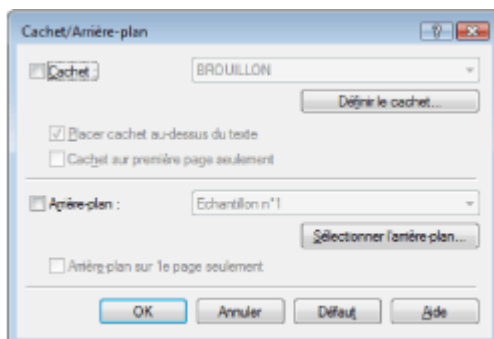 Cachet/Arrière-plan
Cachet : BROUILLON
Définir le cachet...
Placer cachet au-dessus du texte
Cachet sur première page seulement
Arrière-plan : Echantillon n°1
Sélectionner l'arrière-plan...
Arrière-plan sur 1e page seulement
OK Annuler Défaut Aide